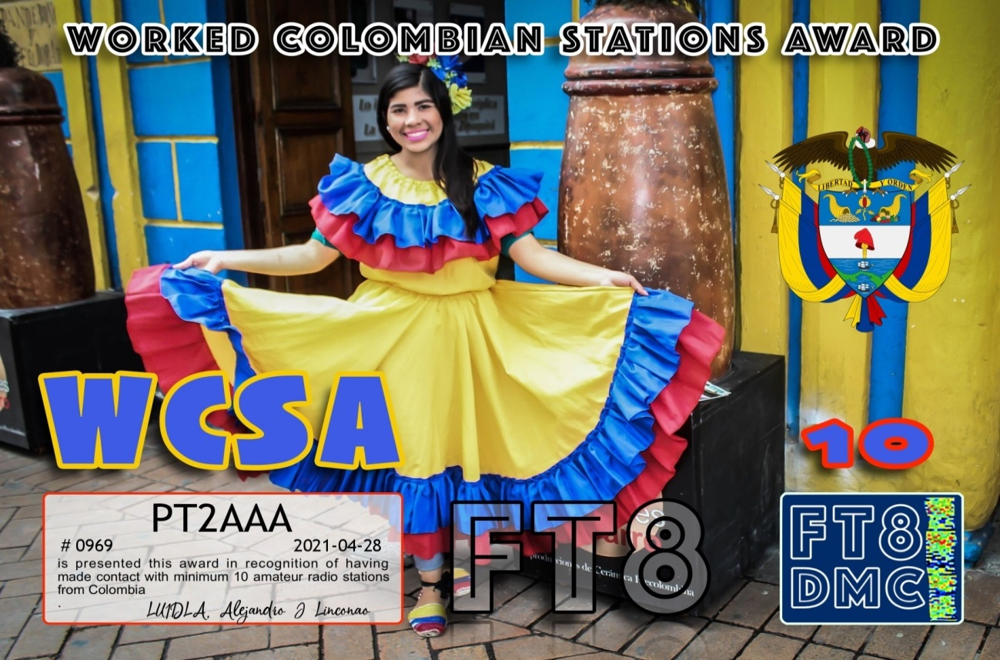 WORKED COLOMBIAN STATIONS AWARD
LIBERTAD Y ORDEN
WCSA
10
PT2AAA
# 0969 2021-04-28
is presented this award in recognition of having
made contact with minimum 10 amateur radio stations
from Colombia
.
LU1DLA, Alejandro J Linconao
FT8
FT8
DMC